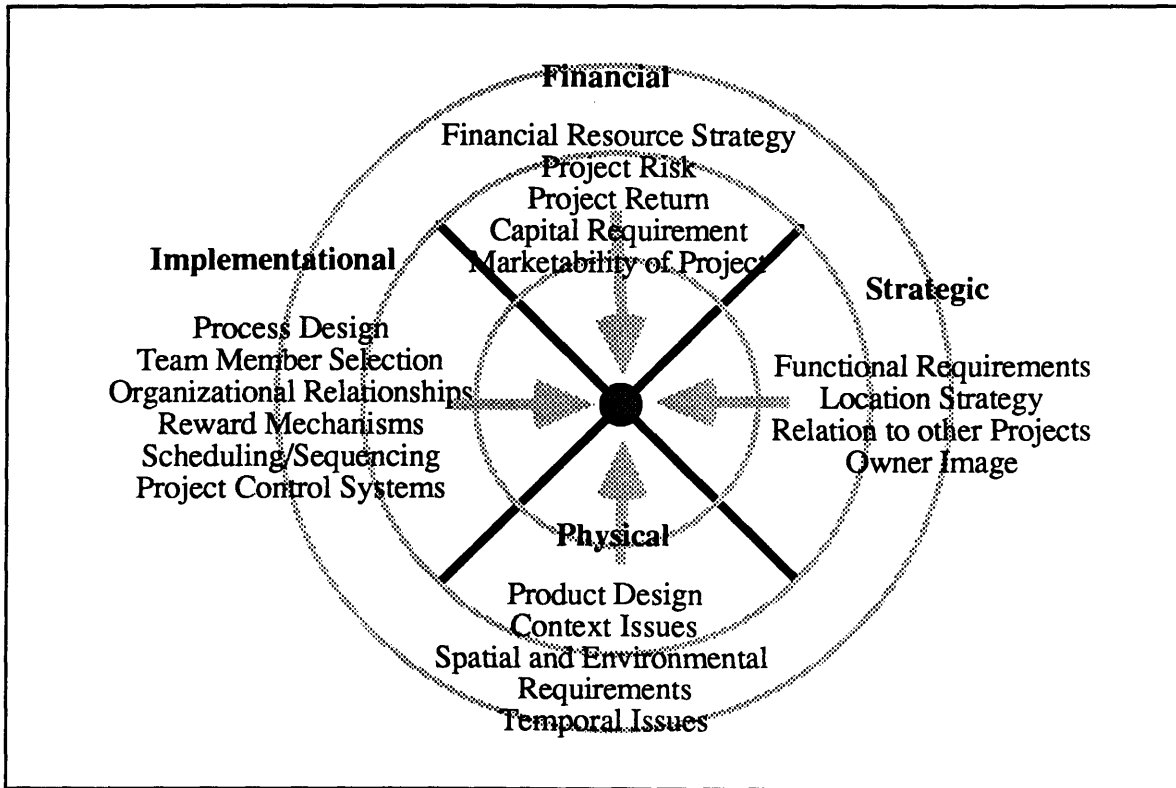 Financial
Financial Resource Strategy
Project Risk
Project Return
Capital Requirement
Marketability of Project
Implementational
Process Design
Team Member Selection
Organizational Relationships
Reward Mechanisms
Scheduling/Sequencing
Project Control Systems
Strategic
Functional Requirements
Location Strategy
Relation to other Projects
Owner Image
Physical
Product Design
Context Issues
Spatial and Environmental
Requirements
Temporal Issues